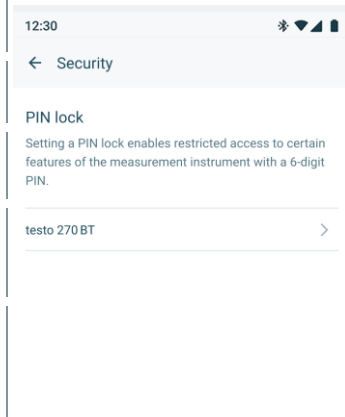 12:30
Security
PIN lock
Setting a PIN lock enables restricted access to certain
features of the measurement instrument with a 6-digit
PIN.
testo 270 BT